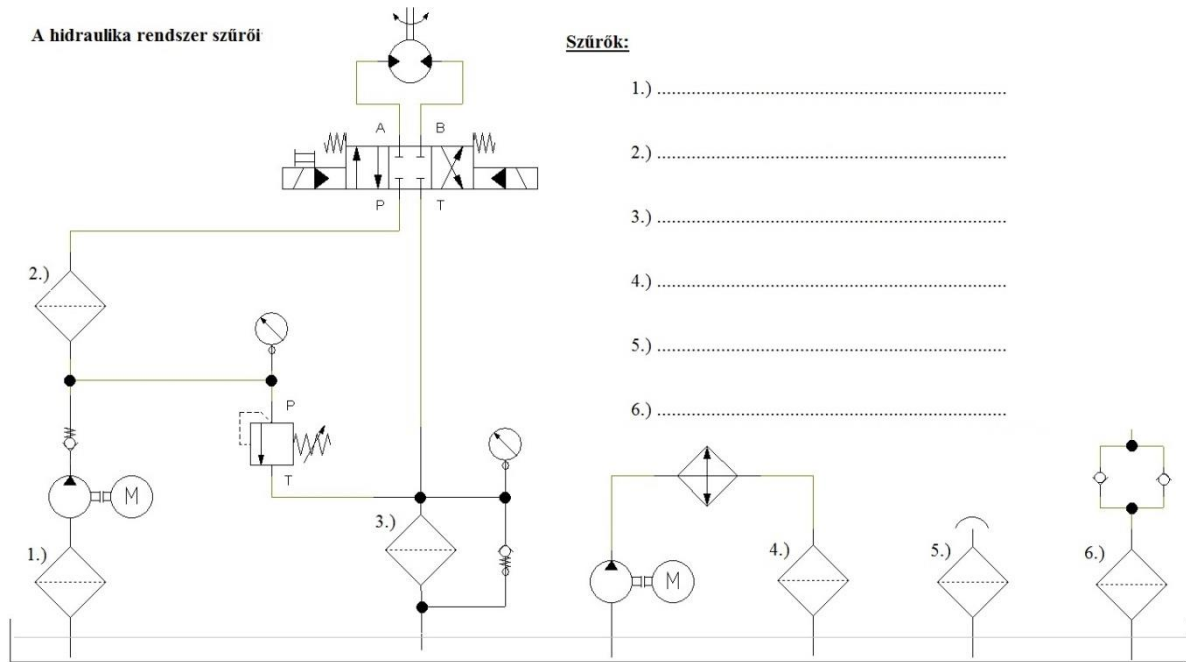 A hidraulika rendszer szűrői
Szűrők:
1.) ..........................................................................
2.) ..........................................................................
3.) ..........................................................................
4.) ..........................................................................
5.) ..........................................................................
6.) ..........................................................................
A B
P T
2.)
P
T
M
3.)
1.)
4.)
5.)
6.)
M